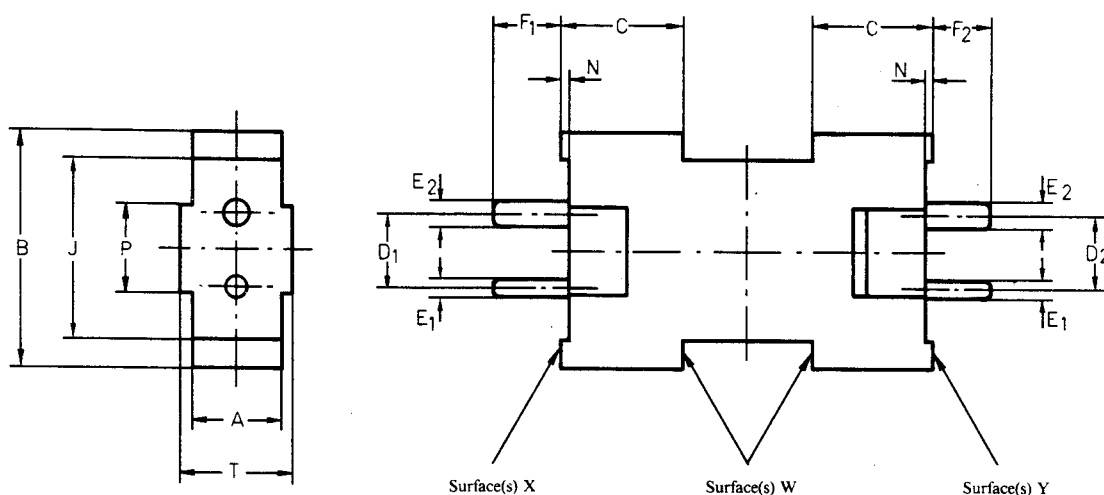 F1 C C F2
N N
E2 E2
B J P D1 D2
E1 E1
A
T
Surface(s) X Surface(s) W Surface(s) Y